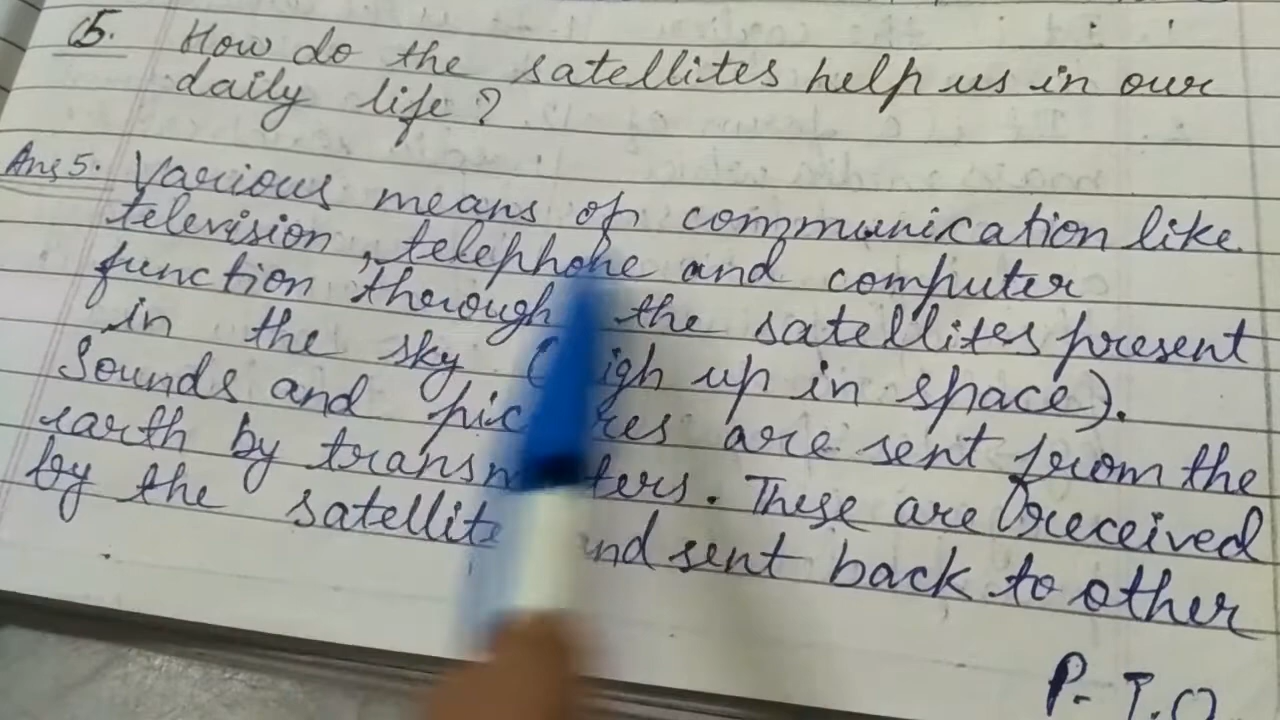 5. How do the satellites help us in our
daily life?
Ans 5. Various means of communication like
television, telephone and computer
function through the satellites present
in the sky (igh up in space).
Sounds and pic res are sent from the
earth by transm ters. These are received
by the satellite nd sent back to other
P.T.O